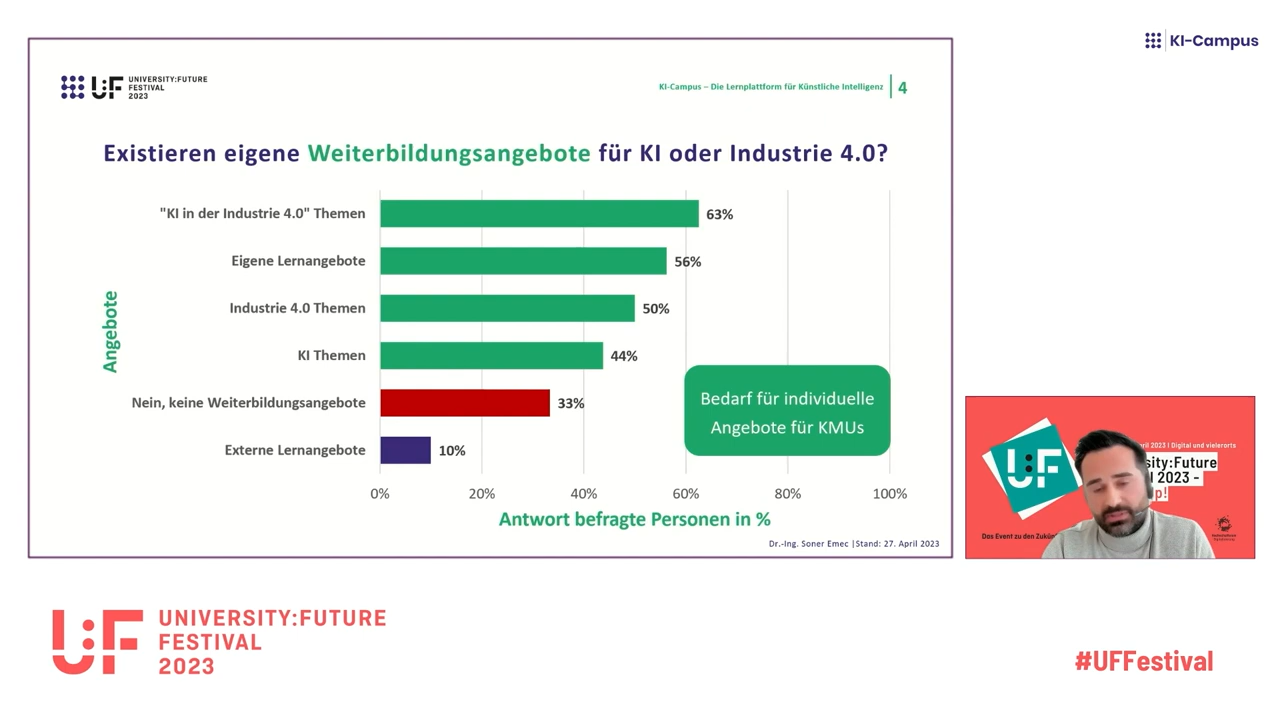 KI-Campus
UNIVERSITY:FUTURE
FESTIVAL
2023
KI-Campus – Die Lernplattform für Künstliche Intelligenz
4
Existieren eigene Weiterbildungsangebote für KI oder Industrie 4.0?
Angebote
"KI in der Industrie 4.0" Themen
63%
Eigene Lernangebote
56%
Industrie 4.0 Themen
50%
KI Themen
44%
Nein, keine Weiterbildungsangebote
33%
Externe Lernangebote
10%
Bedarf für individuelle
Angebote für KMUs
0%
20%
40%
60%
80%
100%
Antwort befragte Personen in %
Dr.-Ing. Soner Emec |Stand: 27. April 2023
2023 I Digital und vielerorts
:Future
2023 -
Das Event zu den
U:F
UNIVERSITY:FUTURE
FESTIVAL
2023
#UFFestival